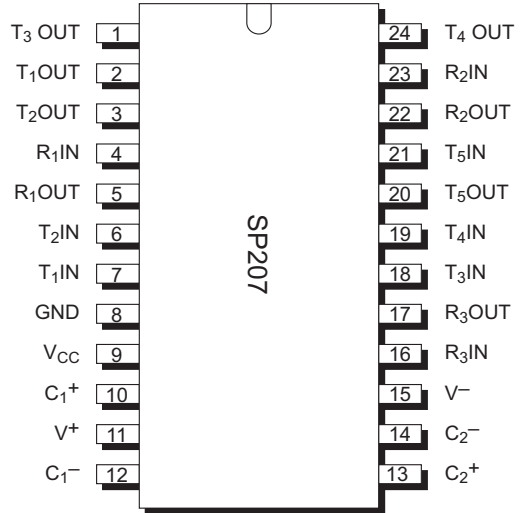 T3 OUT 1 24 T4 OUT
T1OUT 2 23 R2IN
T2OUT 3 22 R2OUT
R1IN 4 21 T5IN
R1OUT 5 20 T5OUT
T2IN 6 19 T4IN
T1IN 7 18 T3IN
GND 8 17 R3OUT
VCC 9 16 R3IN
C1+ 10 15 V–
V+ 11 14 C2–
C1– 12 13 C2+
SP207